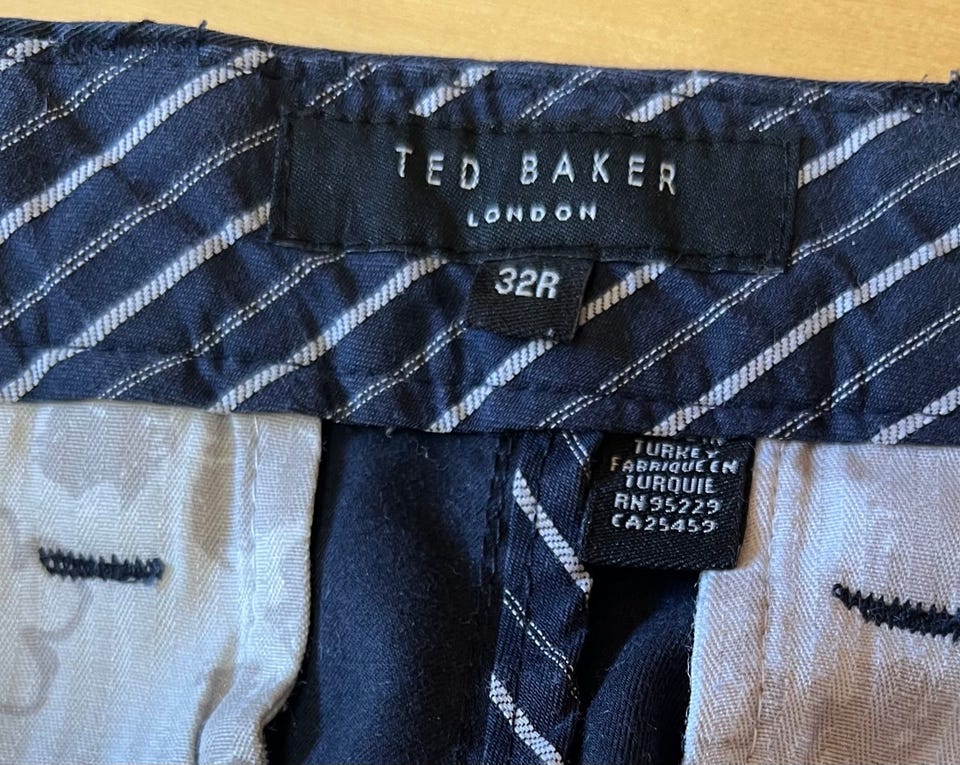 TED BAKER
LONDON
32R
TURKEY
FABRIQUE EN
TURQUIE
RN 95229
CA25459